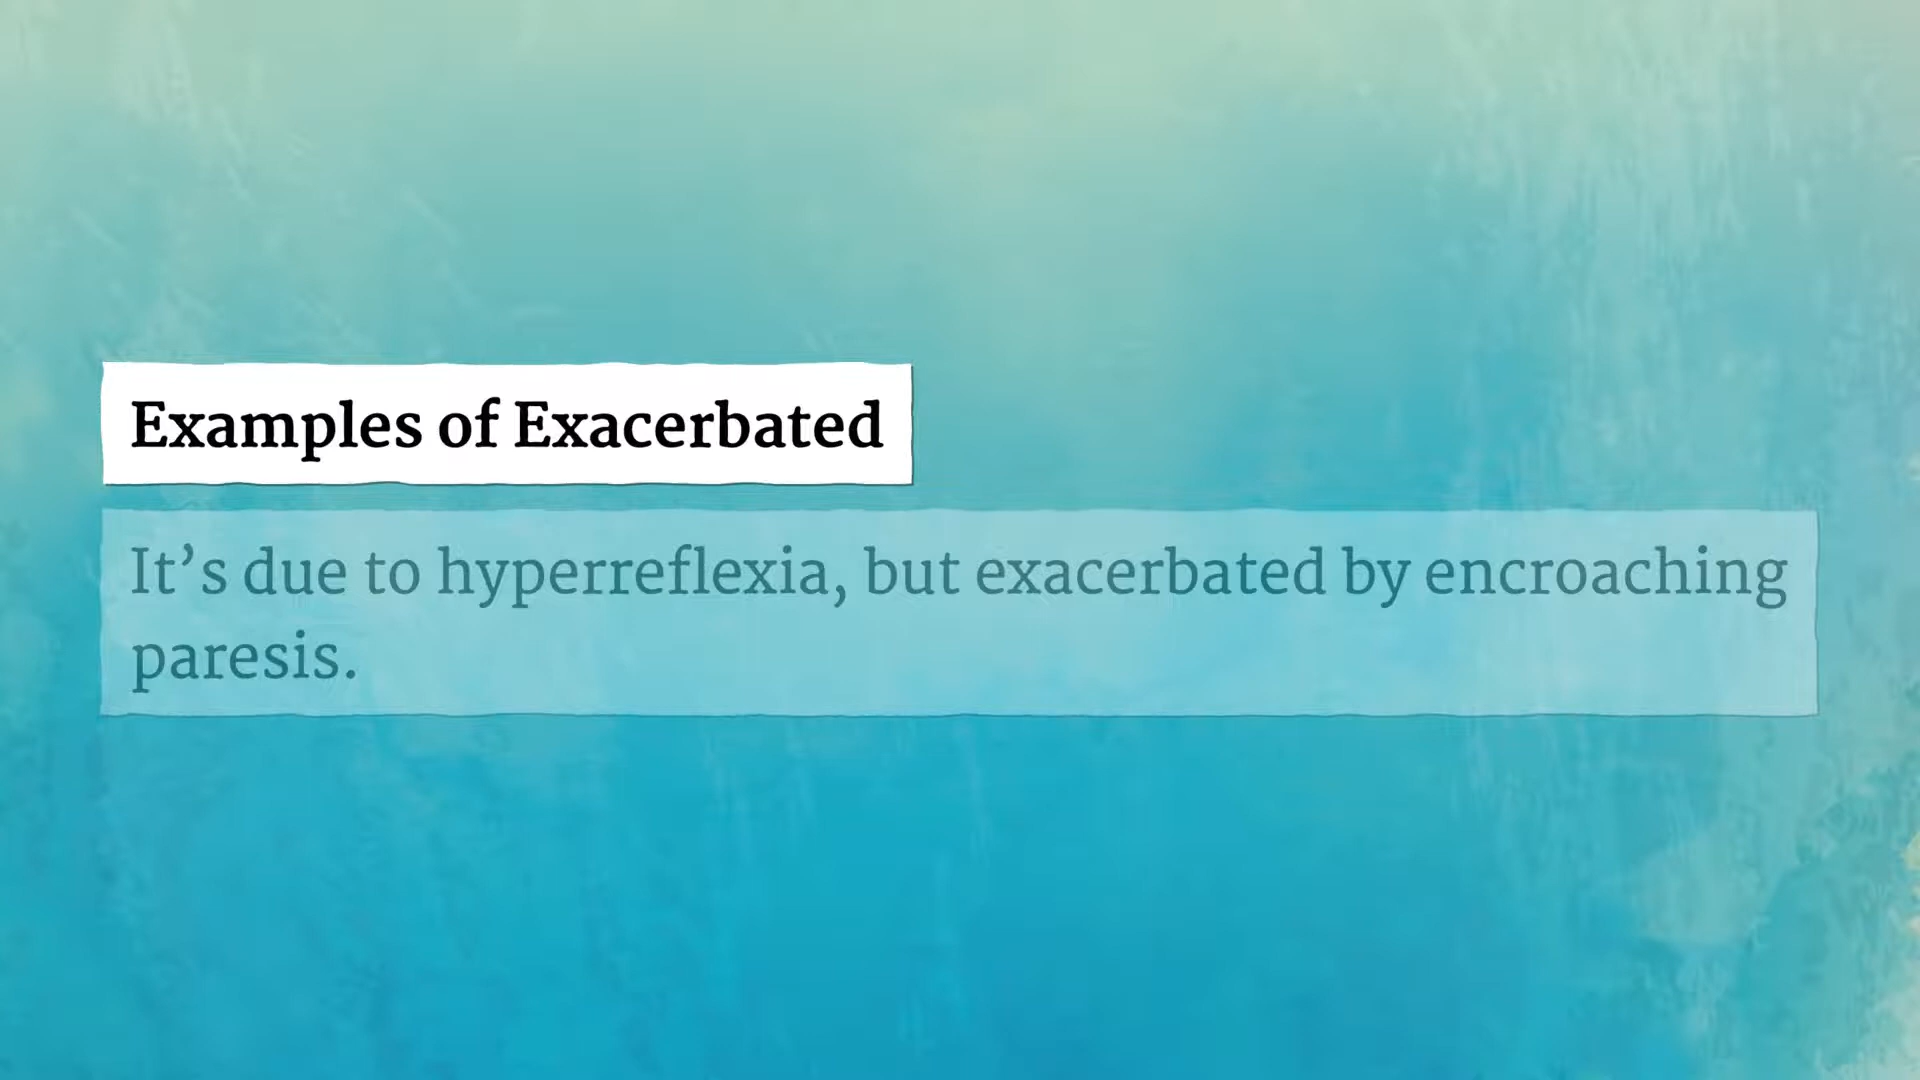 Examples of Exacerbated
It’s due to hyperreflexia, but exacerbated by encroaching
paresis.